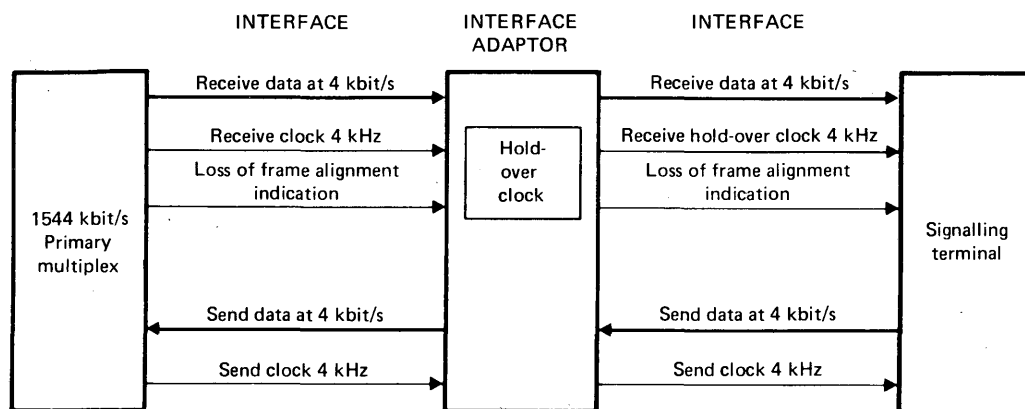 INTERFACE
INTERFACE
ADAPTOR
INTERFACE
Receive data at 4 kbit/s
Receive data at 4 kbit/s
Receive clock 4 kHz
Receive hold-over clock 4 kHz
Loss of frame alignment
indication
Loss of frame alignment
indication
Hold-
over
clock
1544 kbit/s
Primary
multiplex
Signalling
terminal
Send data at 4 kbit/s
Send data at 4 kbit/s
Send clock 4 kHz
Send clock 4 kHz